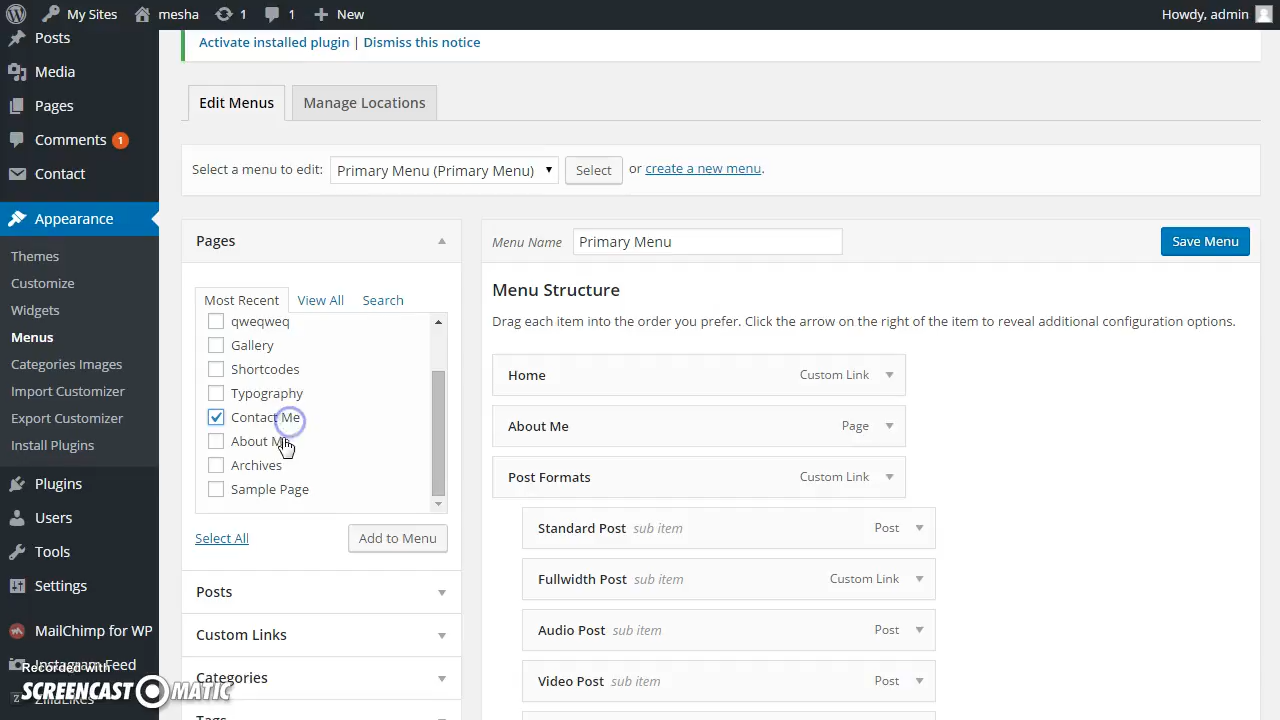 My Sites
mesha
1
1
New
Howdy, admin
Posts
Media
Pages
Comments 1
Contact
Appearance
Themes
Customize
Widgets
Menus
Categories Images
Import Customizer
Export Customizer
Install Plugins
Plugins
Users
Tools
Settings
MailChimp for WP
Instagram Feed
ZillaLikes
Recorded with
SCREENCAST MATIC
Activate installed plugin | Dismiss this notice
Edit Menus
Manage Locations
Select a menu to edit: Primary Menu (Primary Menu) Select or create a new menu.
Pages
Most Recent View All Search
qweqweq
Gallery
Shortcodes
Typography
Contact Me
About Me
Archives
Sample Page
Select All
Add to Menu
Posts
Custom Links
Categories
Tags
Menu Name Primary Menu
Save Menu
Menu Structure
Drag each item into the order you prefer. Click the arrow on the right of the item to reveal additional configuration options.
Home Custom Link
About Me Page
Post Formats Custom Link
Standard Post sub item Post
Fullwidth Post sub item Custom Link
Audio Post sub item Post
Video Post sub item Post